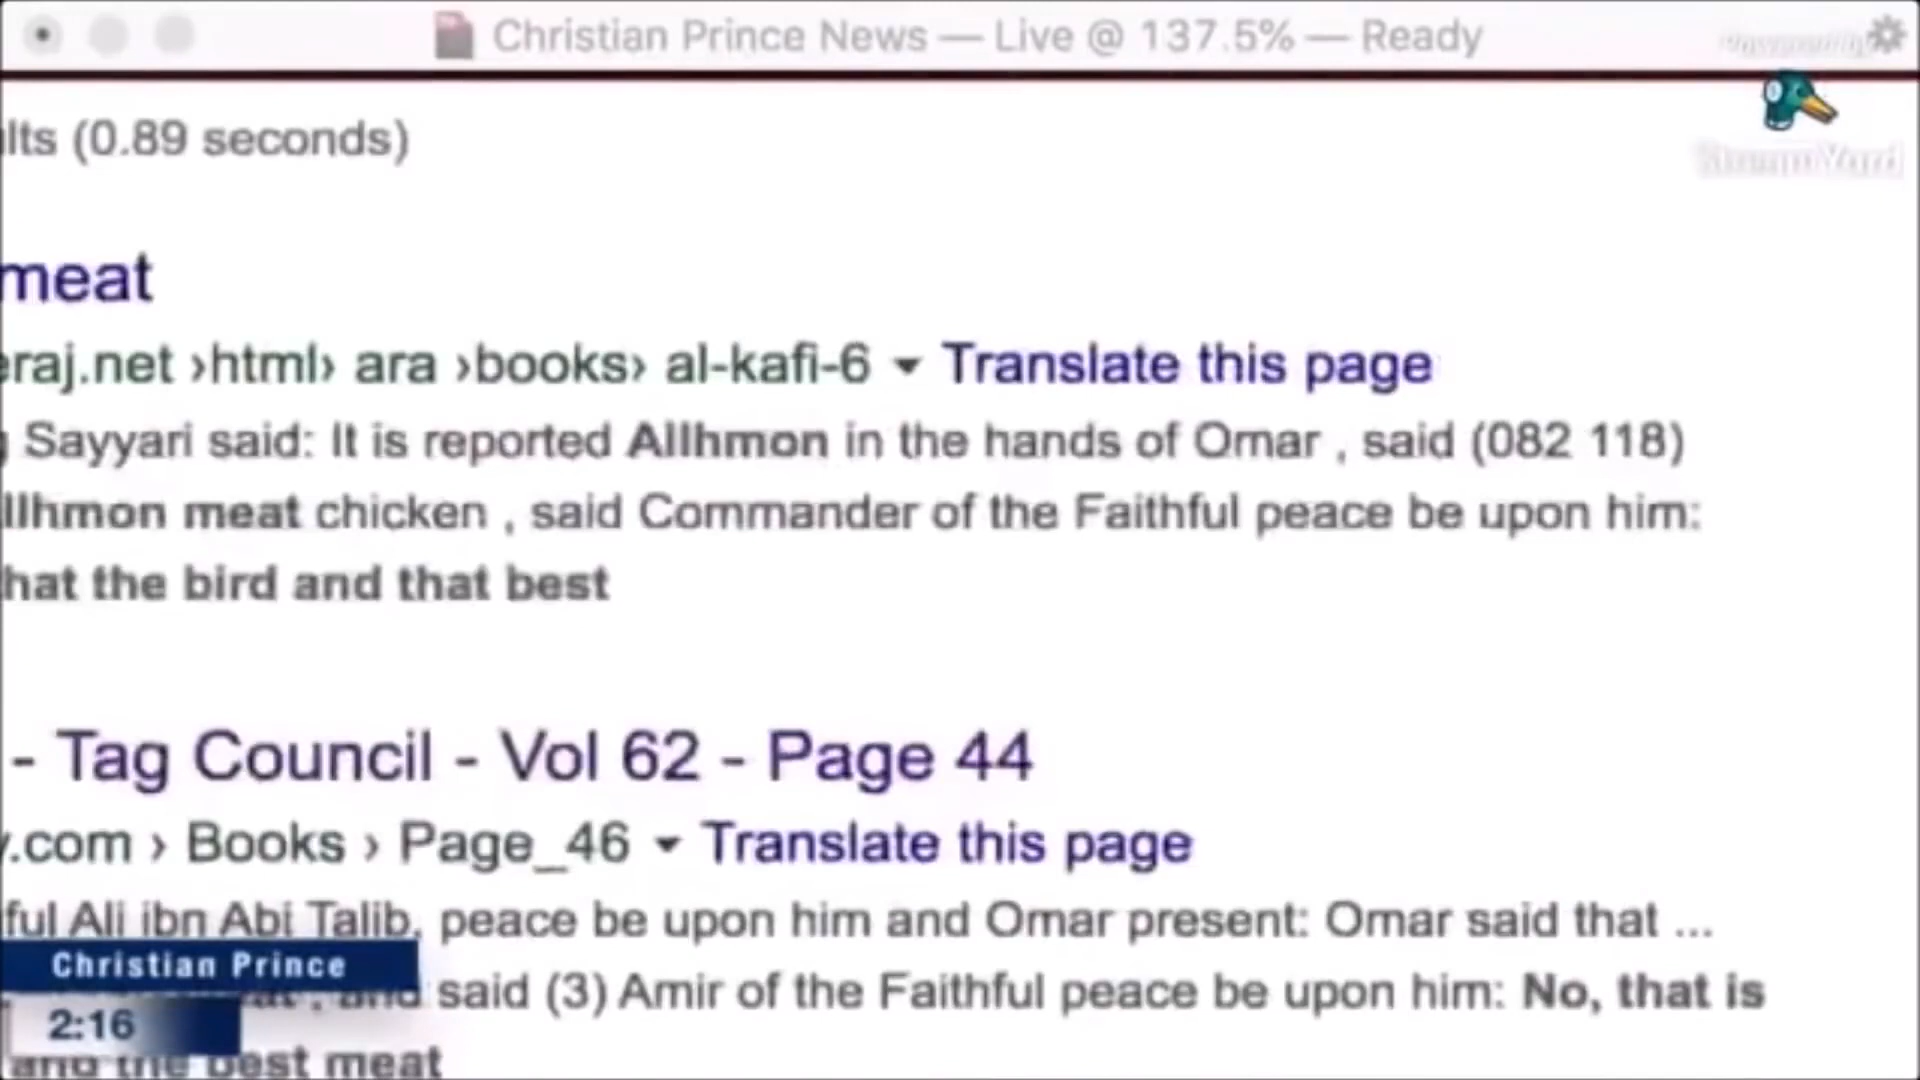 Christian Prince News — Live @ 137.5% — Ready
StreamYard
lts (0.89 seconds)
meat
eraj.net ›html› ara ›books› al-kafi-6 Translate this page
Sayyari said: It is reported Allhmon in the hands of Omar , said (082 118)
llhmon meat chicken , said Commander of the Faithful peace be upon him:
hat the bird and that best
- Tag Council - Vol 62 - Page 44
.com › Books › Page_46 Translate this page
ful Ali ibn Abi Talib, peace be upon him and Omar present: Omar said that ...
Christian Prince
and said (3) Amir of the Faithful peace be upon him: No, that is
2:16
and the best meat